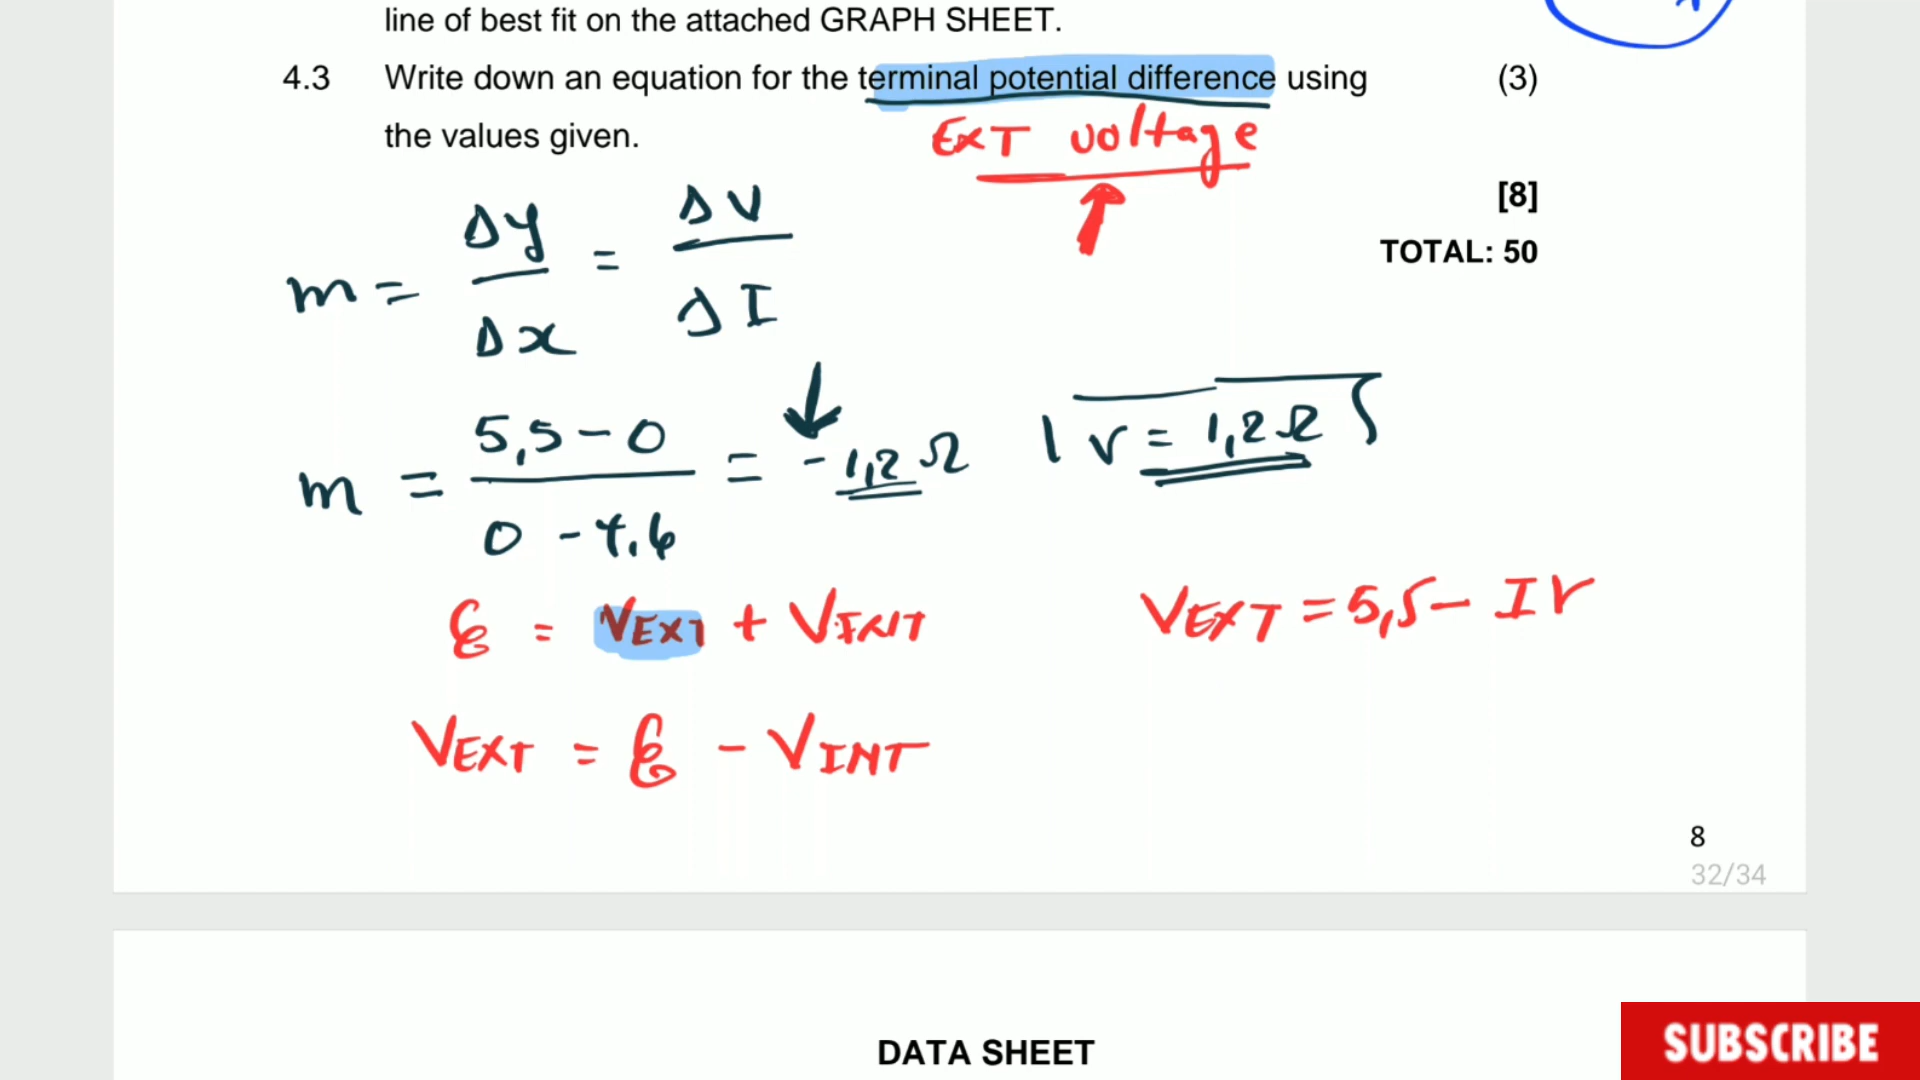 line of best fit on the attached GRAPH SHEET.
4.3 Write down an equation for the terminal potential difference using (3)
the values given.
EXT voltage
[8]
TOTAL: 50
m = Δy/Δx = ΔV/ΔI
m = 5,5 - 0 / 0 - 4.6 = - 1,2 Ω
r = 1,2 Ω
Ɛ = VEXT + VINT
VEXT = 5,5 - Ir
VEXT = Ɛ - VINT
8
32/34
DATA SHEET
SUBSCRIBE